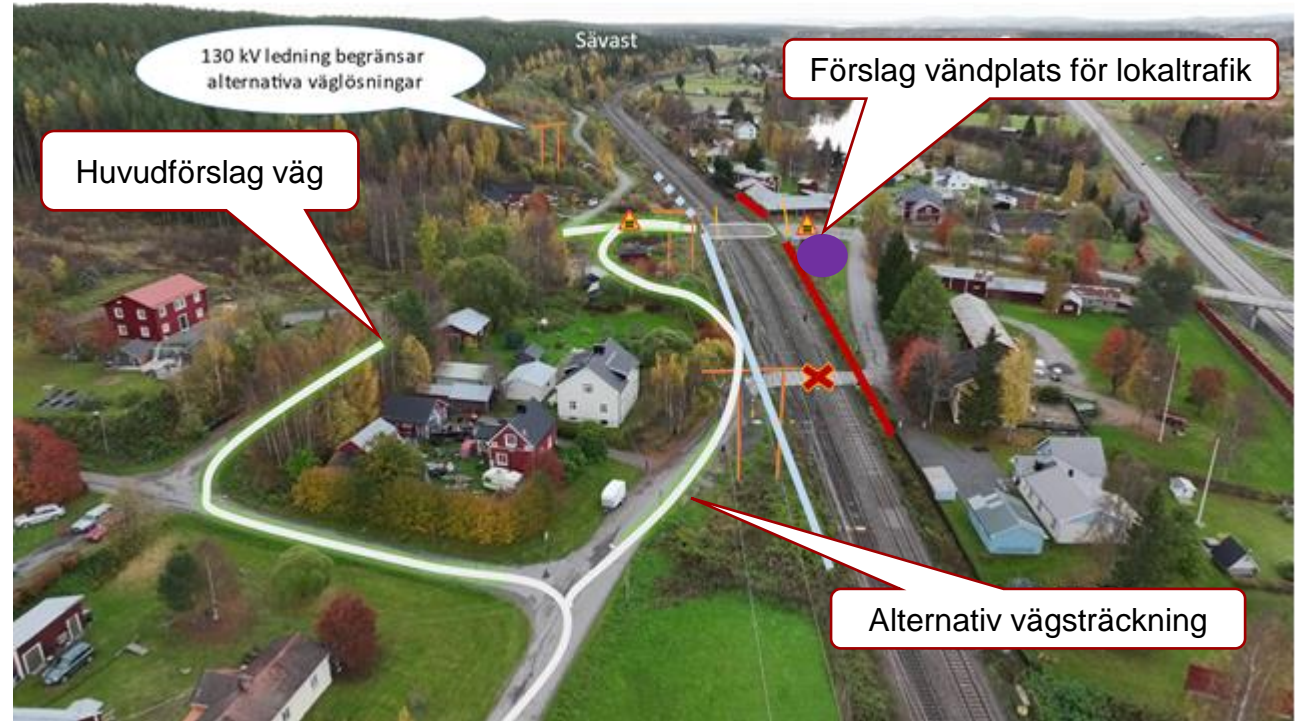 Sävast
130 kV ledning begränsar
alternativa väglösningar
Förslag vändplats för lokaltrafik
Huvudförslag väg
Alternativ vägsträckning